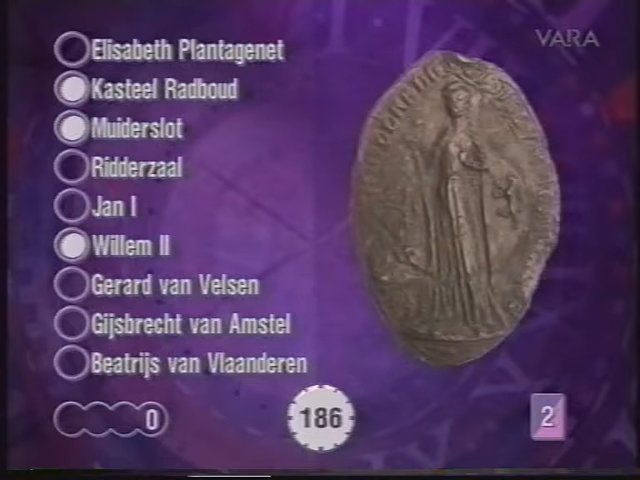 VARA
Elisabeth Plantagenet
Kasteel Radboud
Muiderslot
Ridderzaal
Jan I
Willem II
Gerard van Velsen
Gijsbrecht van Amstel
Beatrijs van Vlaanderen
0
186
2